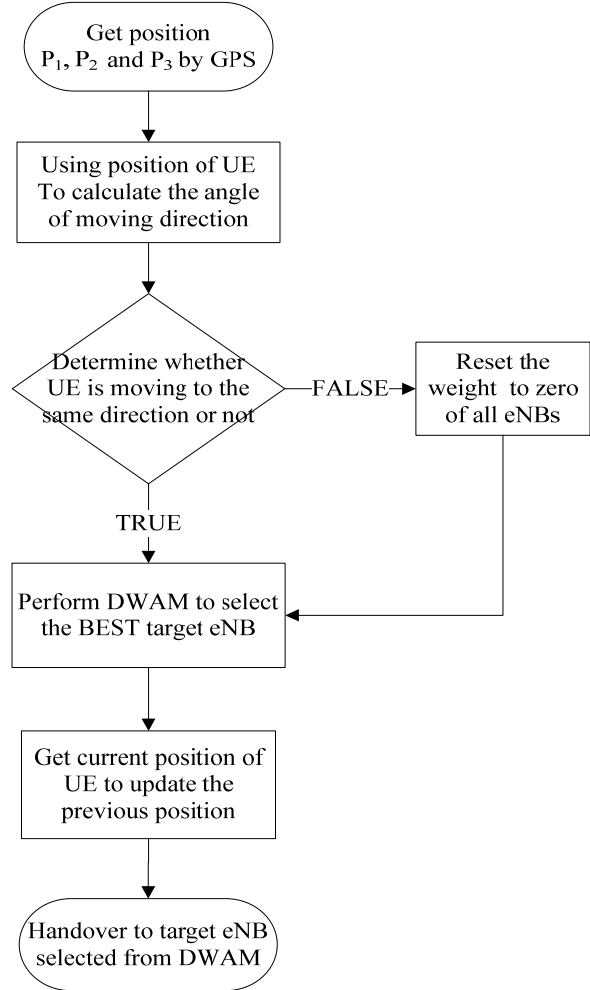 Get position
P₁, P₂ and P₃ by GPS
Using position of UE
To calculate the angle
of moving direction
Determine whether
UE is moving to the
same direction or not
FALSE
Reset the
weight to zero
of all eNBs
TRUE
Perform DWAM to select
the BEST target eNB
Get current position of
UE to update the
previous position
Handover to target eNB
selected from DWAM